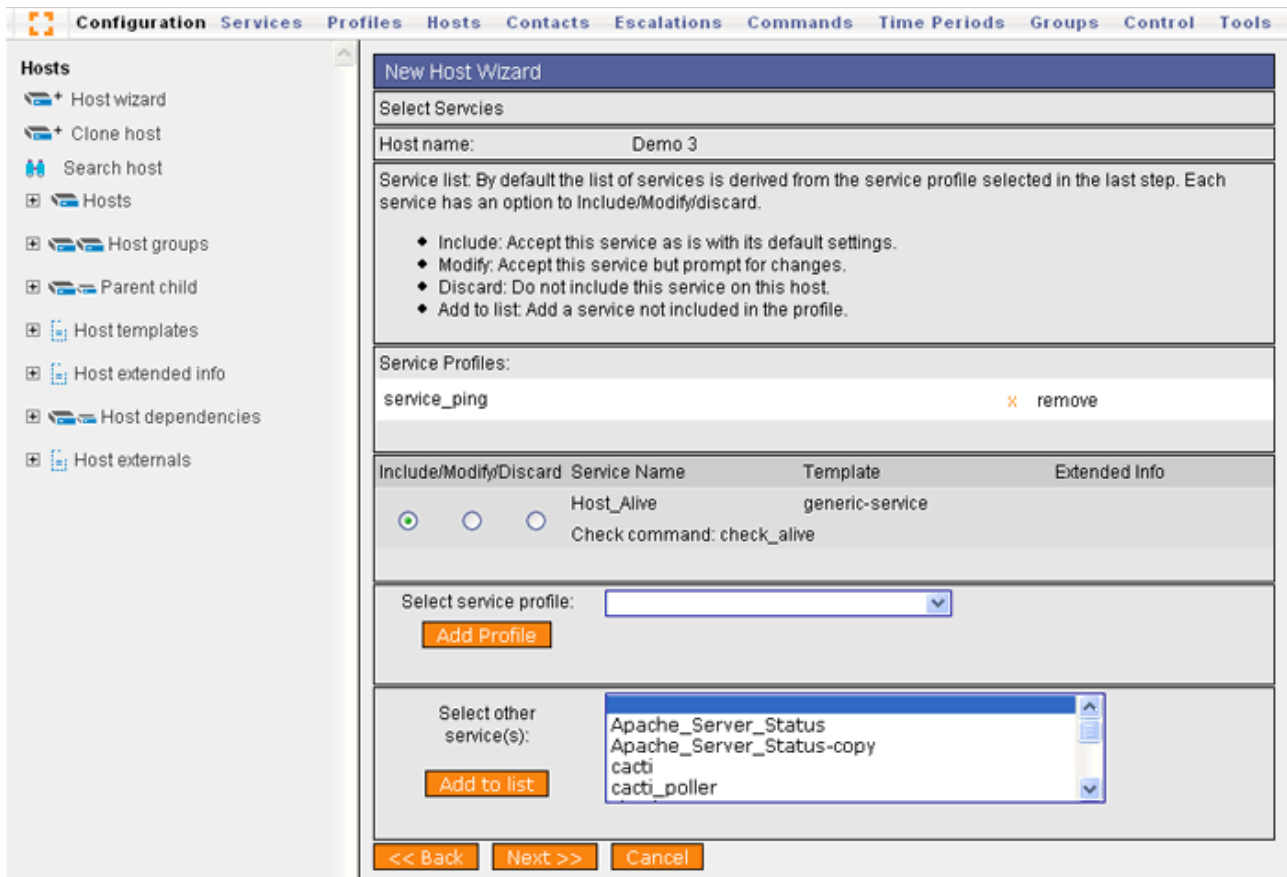 Configuration Services Profiles Hosts Contacts Escalations Commands Time Periods Groups Control Tools
Hosts
Host wizard
Clone host
Search host
Hosts
Host groups
Parent child
Host templates
Host extended info
Host dependencies
Host externals
New Host Wizard
Select Servcies
Host name: Demo 3
Service list: By default the list of services is derived from the service profile selected in the last step. Each
service has an option to Include/Modify/discard.
Include: Accept this service as is with its default settings.
Modify: Accept this service but prompt for changes.
Discard: Do not include this service on this host.
Add to list: Add a service not included in the profile.
Service Profiles:
service_ping x remove
Include/Modify/Discard Service Name Template Extended Info
Host_Alive generic-service
Check command: check_alive
Select service profile:
Add Profile
Select other
service(s):
Apache_Server_Status
Apache_Server_Status-copy
cacti
cacti_poller
Add to list
<< Back Next >> Cancel